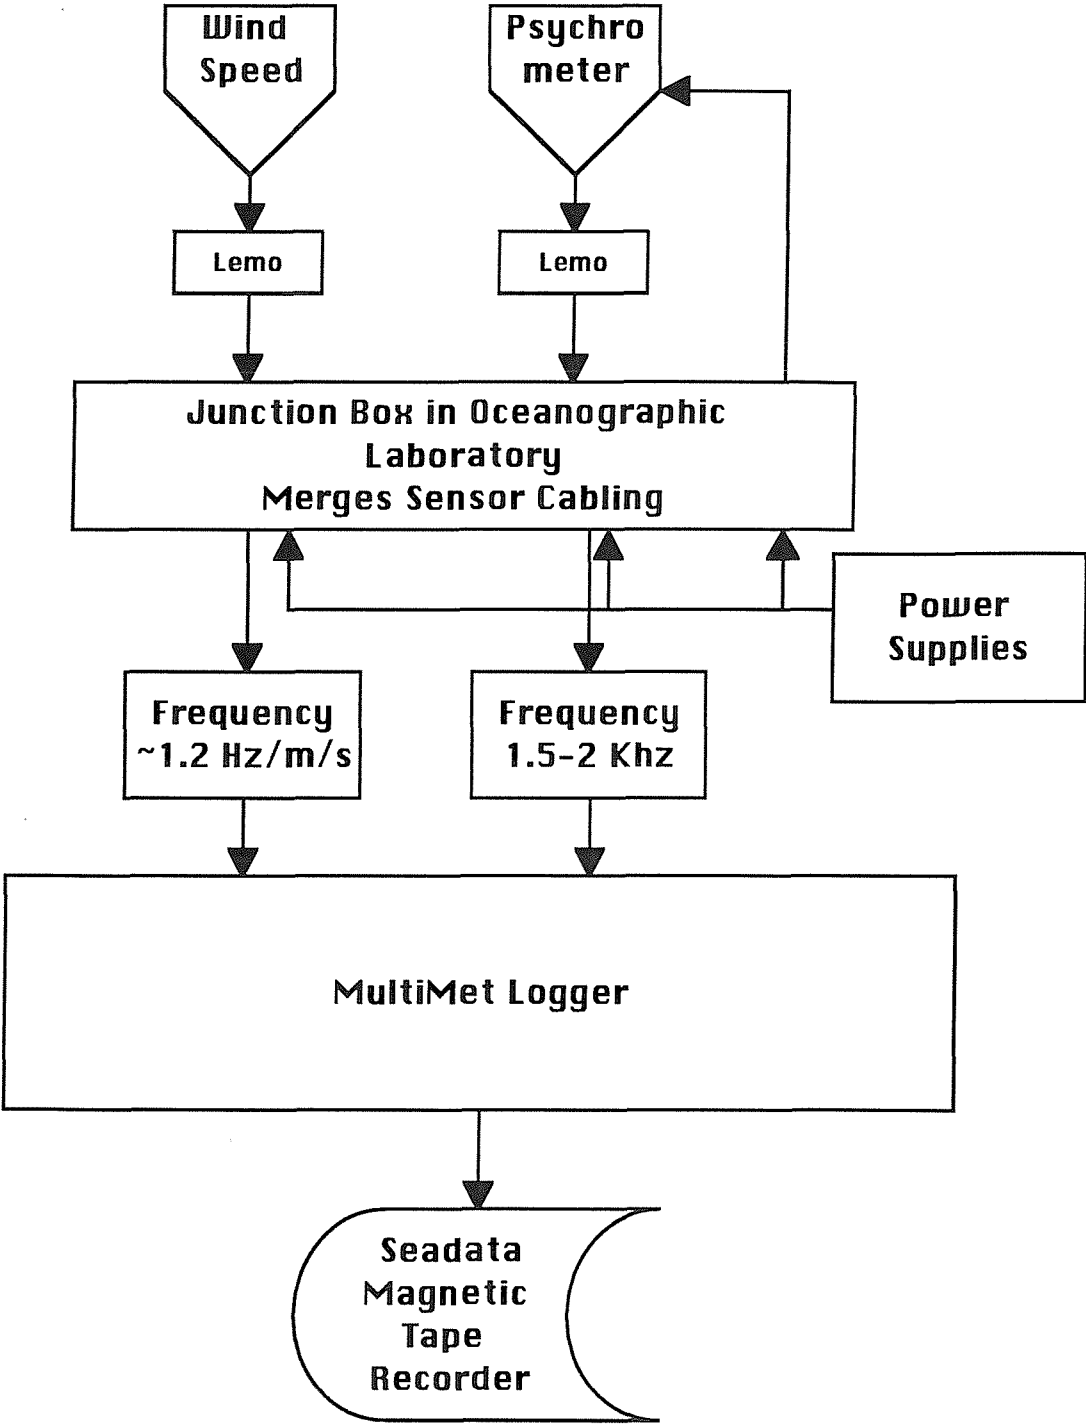 Wind
Speed
Psychro
meter
Lemo
Lemo
Junction Box in Oceanographic
Laboratory
Merges Sensor Cabling
Power
Supplies
Frequency
~1.2 Hz/m/s
Frequency
1.5-2 Khz
MultiMet Logger
Seadata
Magnetic
Tape
Recorder